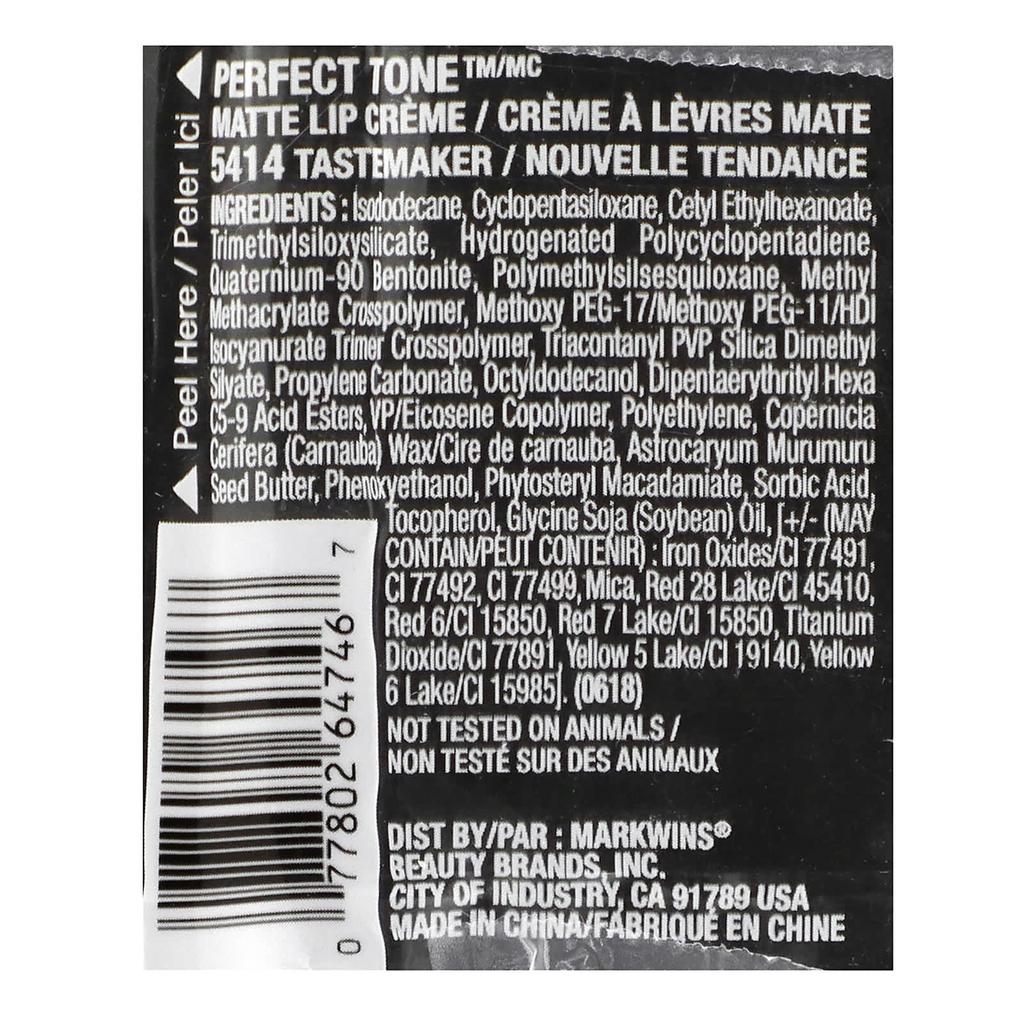 Peel Here / Peler Ici
PERFECT TONE™/MC
MATTE LIP CRÈME / CRÈME À LÈVRES MATE
5414 TASTEMAKER / NOUVELLE TENDANCE
INGREDIENTS : Isododecane, Cyclopentasiloxane, Cetyl Ethylhexanoate,
Trimethylsiloxysilicate, Hydrogenated Polycyclopentadiene,
Quaternium-90 Bentonite, Polymethylsilsesquioxane, Methyl
Methacrylate Crosspolymer, Methoxy PEG-17/Methoxy PEG-11/HDI
Isocyanurate Trimer Crosspolymer, Triacontanyl PVP, Silica Dimethyl
Silyate, Propylene Carbonate, Octyldodecanol, Dipentaerythrityl Hexa
C5-9 Acid Esters, VP/Eicosene Copolymer, Polyethylene, Copernicia
Cerifera (Carnauba) Wax/Cire de carnauba, Astrocaryum Murumuru
Seed Butter, Phenoxyethanol, Phytosteryl Macadamiate, Sorbic Acid,
Tocopherol, Glycine Soja (Soybean) Oil, [+/- (MAY
CONTAIN/PEUT CONTENIR) : Iron Oxides/CI 77491,
CI 77492, CI 77499, Mica, Red 28 Lake/CI 45410,
Red 6/CI 15850, Red 7 Lake/CI 15850, Titanium
Dioxide/CI 77891, Yellow 5 Lake/CI 19140, Yellow
6 Lake/CI 15985]. (0618)
NOT TESTED ON ANIMALS /
NON TESTÉ SUR DES ANIMAUX
DIST BY/PAR : MARKWINS®
BEAUTY BRANDS, INC.
CITY OF INDUSTRY, CA 91789 USA
MADE IN CHINA/FABRIQUÉ EN CHINE
0 77802 64746 7